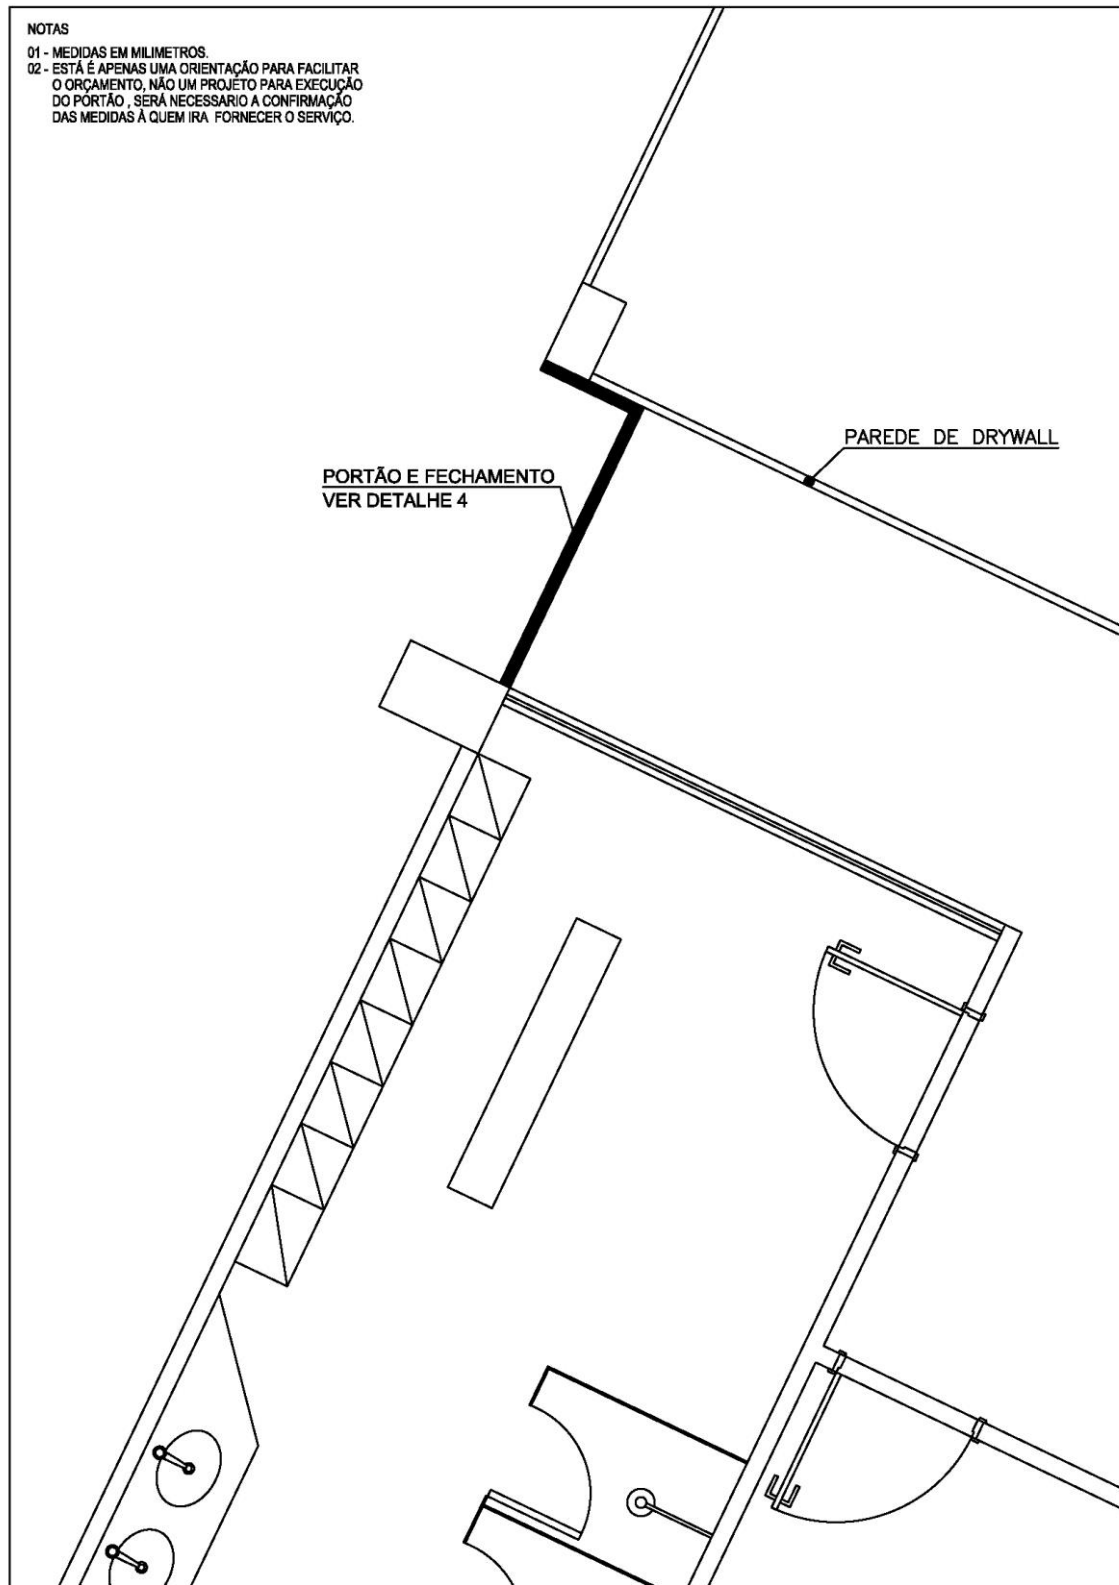 NOTAS
01 - MEDIDAS EM MILIMETROS.
02 - ESTÁ É APENAS UMA ORIENTAÇÃO PARA FACILITAR
O ORÇAMENTO, NÃO UM PROJETO PARA EXECUÇÃO
DO PORTÃO , SERÁ NECESSARIO A CONFIRMAÇÃO
DAS MEDIDAS À QUEM IRA FORNECER O SERVIÇO.
PAREDE DE DRYWALL
PORTÃO E FECHAMENTO
VER DETALHE 4